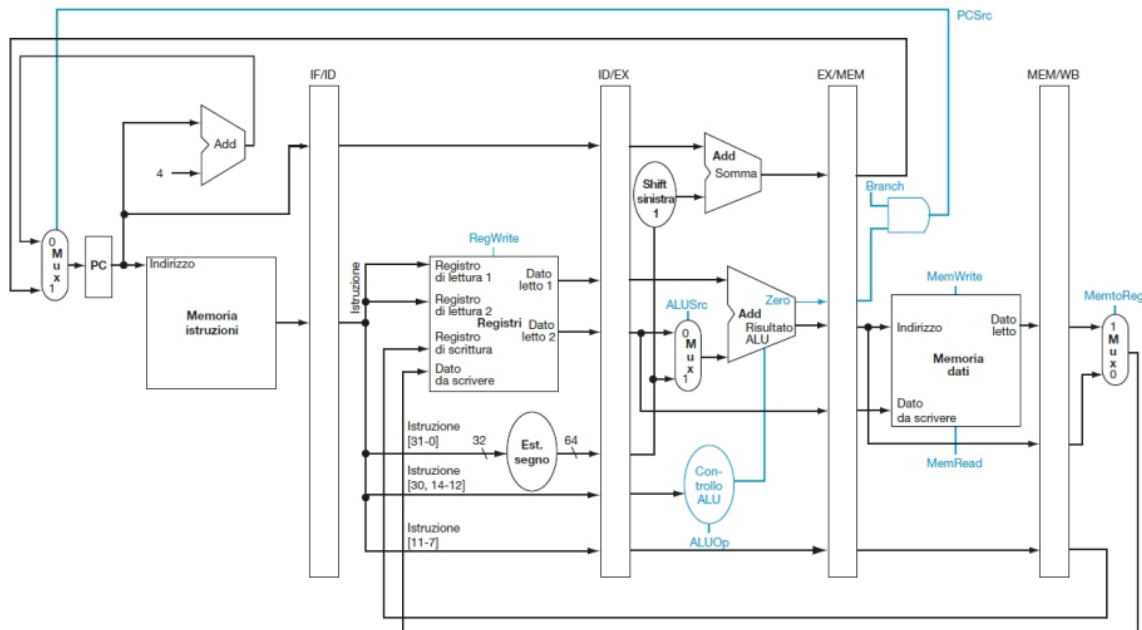 PCSrc
IF/ID
ID/EX
EX/MEM
MEM/WB
Add
4
Add
Somma
Shift
sinistra
1
Branch
0
M
u
x
1
PC
Indirizzo
Memoria
istruzioni
Istruzione
RegWrite
Registro
di lettura 1
Registro
di lettura 2
Registri
Registro
di scrittura
Dato
da scrivere
Dato
letto 1
Dato
letto 2
ALUSrc
0
M
u
x
1
Zero
Add
Risultato
ALU
MemWrite
Indirizzo
Dato
letto
Memoria
dati
Dato
da scrivere
MemRead
MemtoReg
1
M
u
x
0
Istruzione
[31-0]
32
Est.
segno
64
Istruzione
[30, 14-12]
Con-
trollo
ALU
ALUOp
Istruzione
[11-7]